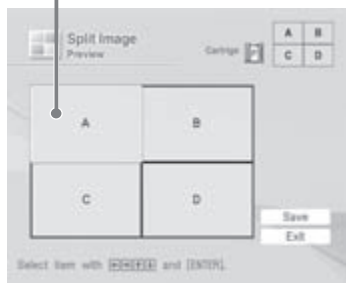 Split Image
Preview
Cartrige
A B
C D
A
B
C
D
Save
Exit
Select item with and [ENTER].